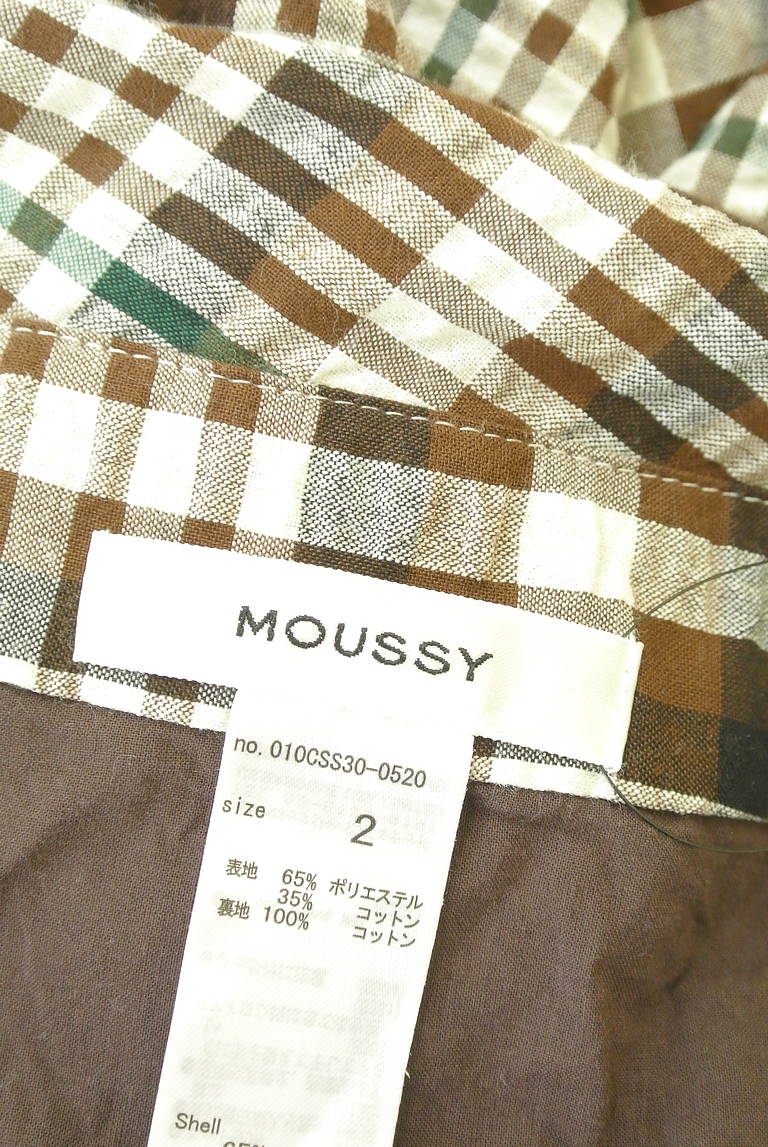 MOUSSY
no. 010CSS30-0520
size 2
表地 65% ポリエステル
35% コットン
裏地 100% コットン
Shell